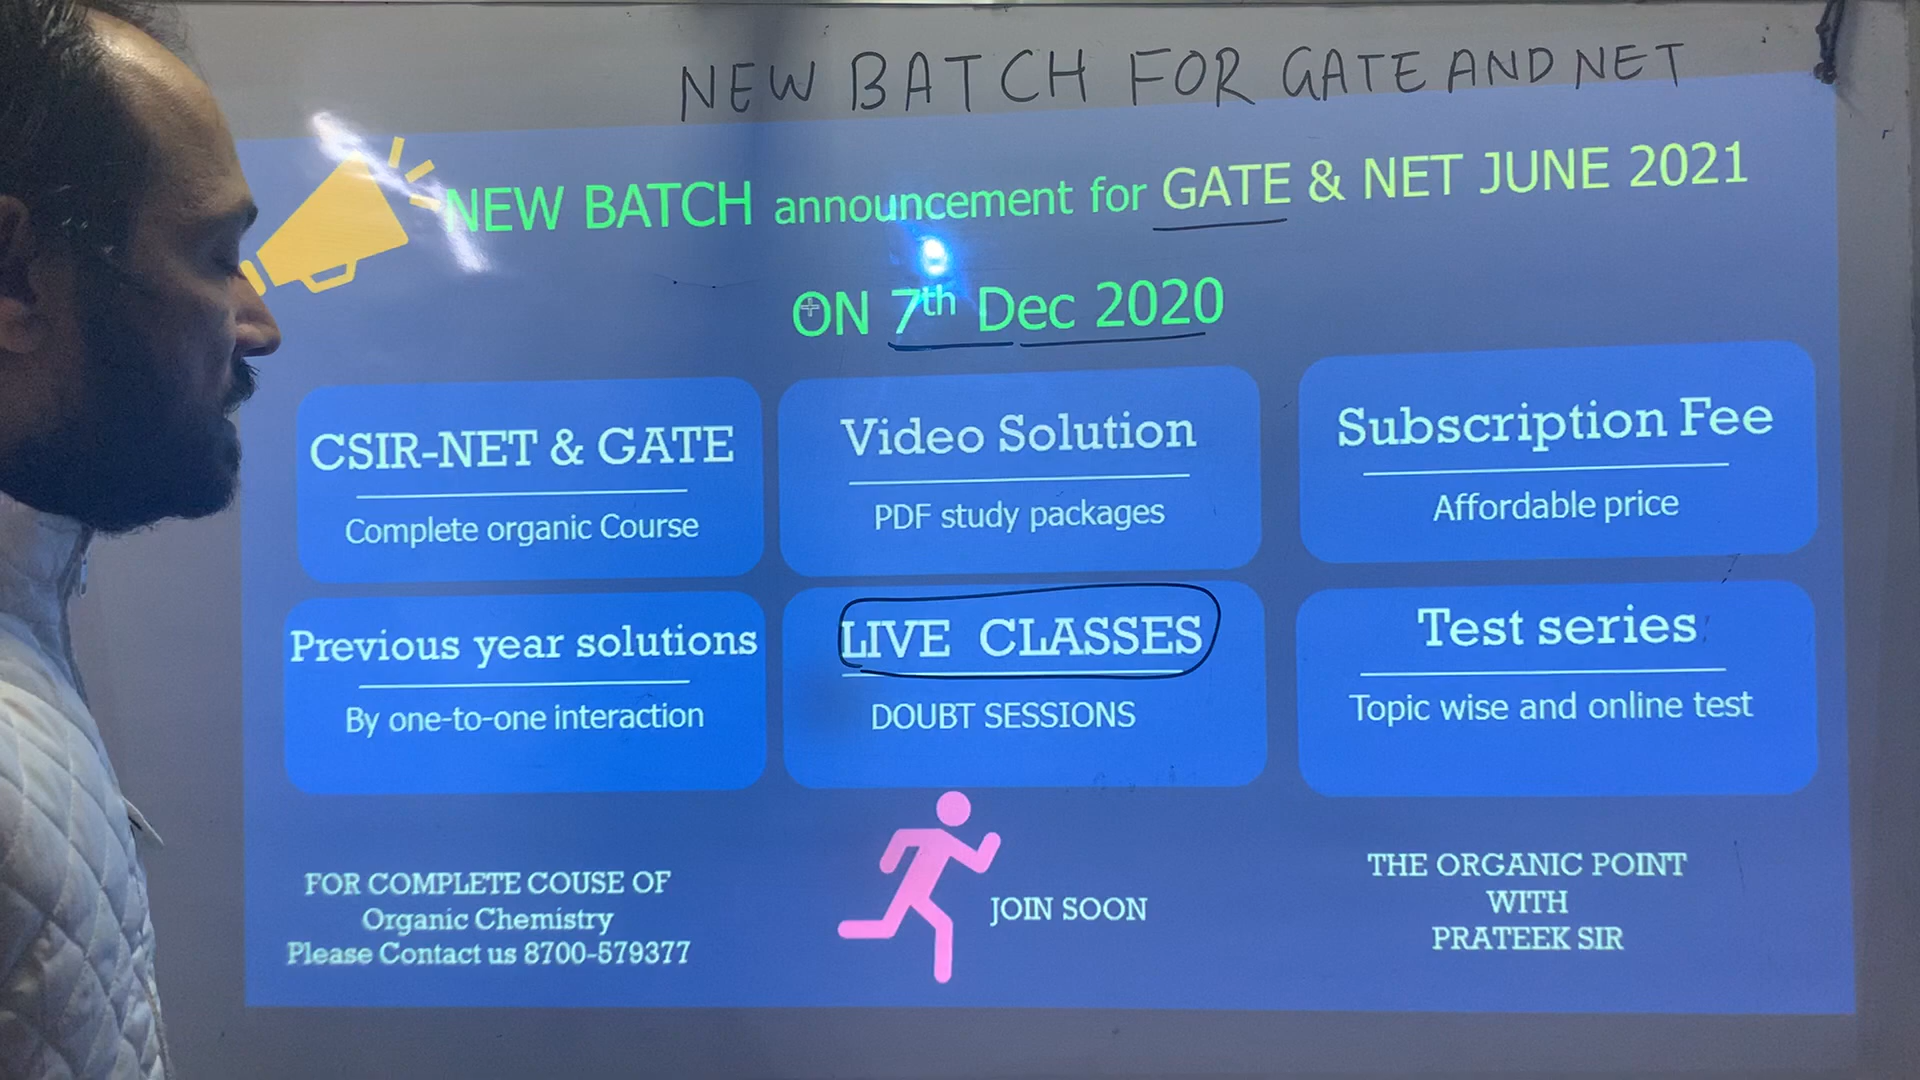 NEW BATCH FOR GATE AND NET
NEW BATCH announcement for GATE & NET JUNE 2021
ON 7th Dec 2020
CSIR-NET & GATE
Complete organic Course
Video Solution
PDF study packages
Subscription Fee
Affordable price
Previous year solutions
By one-to-one interaction
LIVE CLASSES
DOUBT SESSIONS
Test series
Topic wise and online test
FOR COMPLETE COUSE OF
Organic Chemistry
Please Contact us 8700-579377
JOIN SOON
THE ORGANIC POINT
WITH
PRATEEK SIR